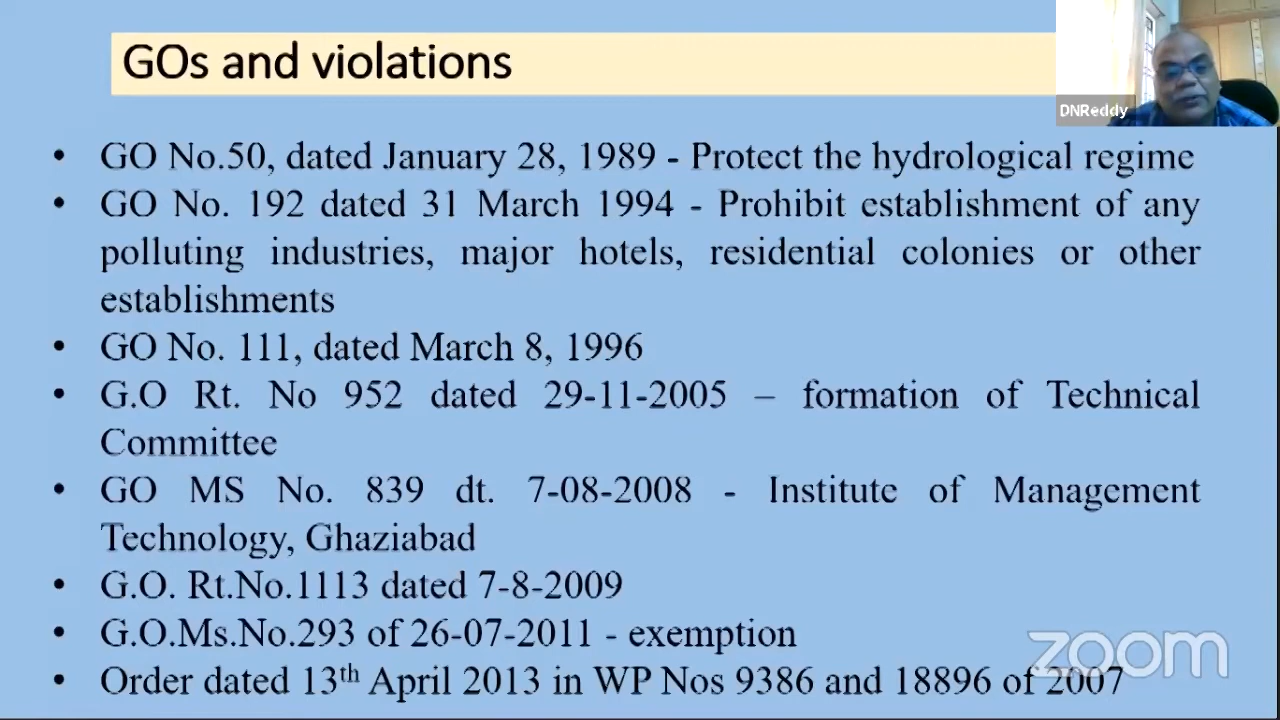 GOs and violations
DNReddy
• GO No.50, dated January 28, 1989 - Protect the hydrological regime
• GO No. 192 dated 31 March 1994 - Prohibit establishment of any
polluting industries, major hotels, residential colonies or other
establishments
• GO No. 111, dated March 8, 1996
• G.O Rt. No 952 dated 29-11-2005 – formation of Technical
Committee
• GO MS No. 839 dt. 7-08-2008 - Institute of Management
Technology, Ghaziabad
• G.O. Rt.No.1113 dated 7-8-2009
• G.O.Ms.No.293 of 26-07-2011 - exemption
• Order dated 13th April 2013 in WP Nos 9386 and 18896 of 2007
zoom